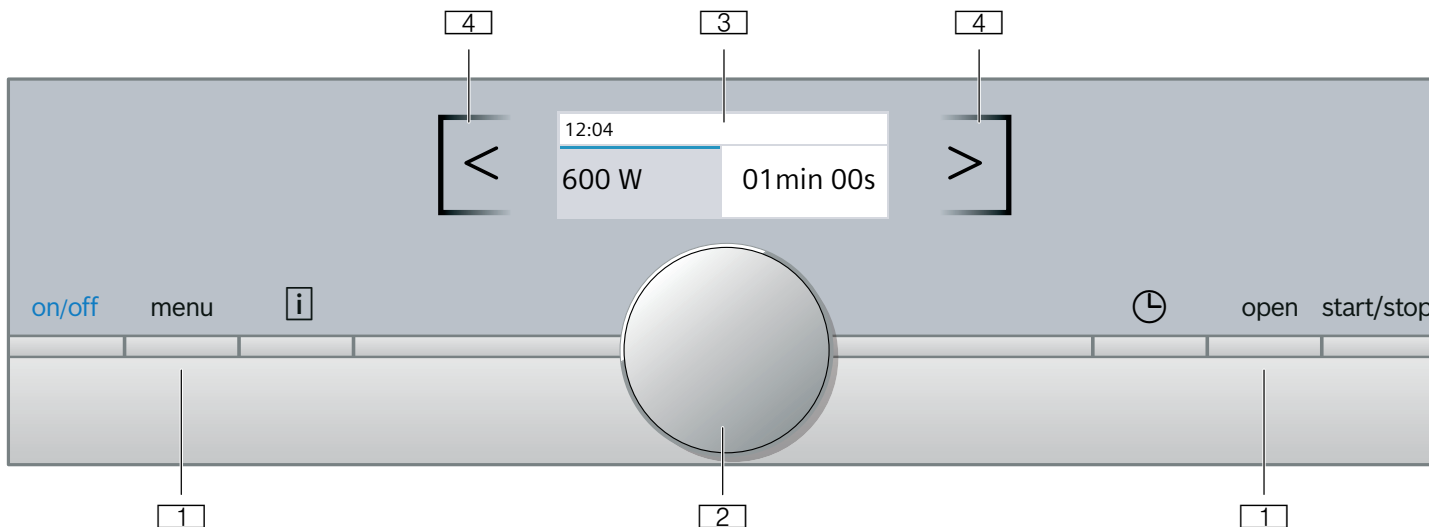 4 3 4
12:04
< 600 W 01min 00s >
on/off menu i open start/stop
1 2 1